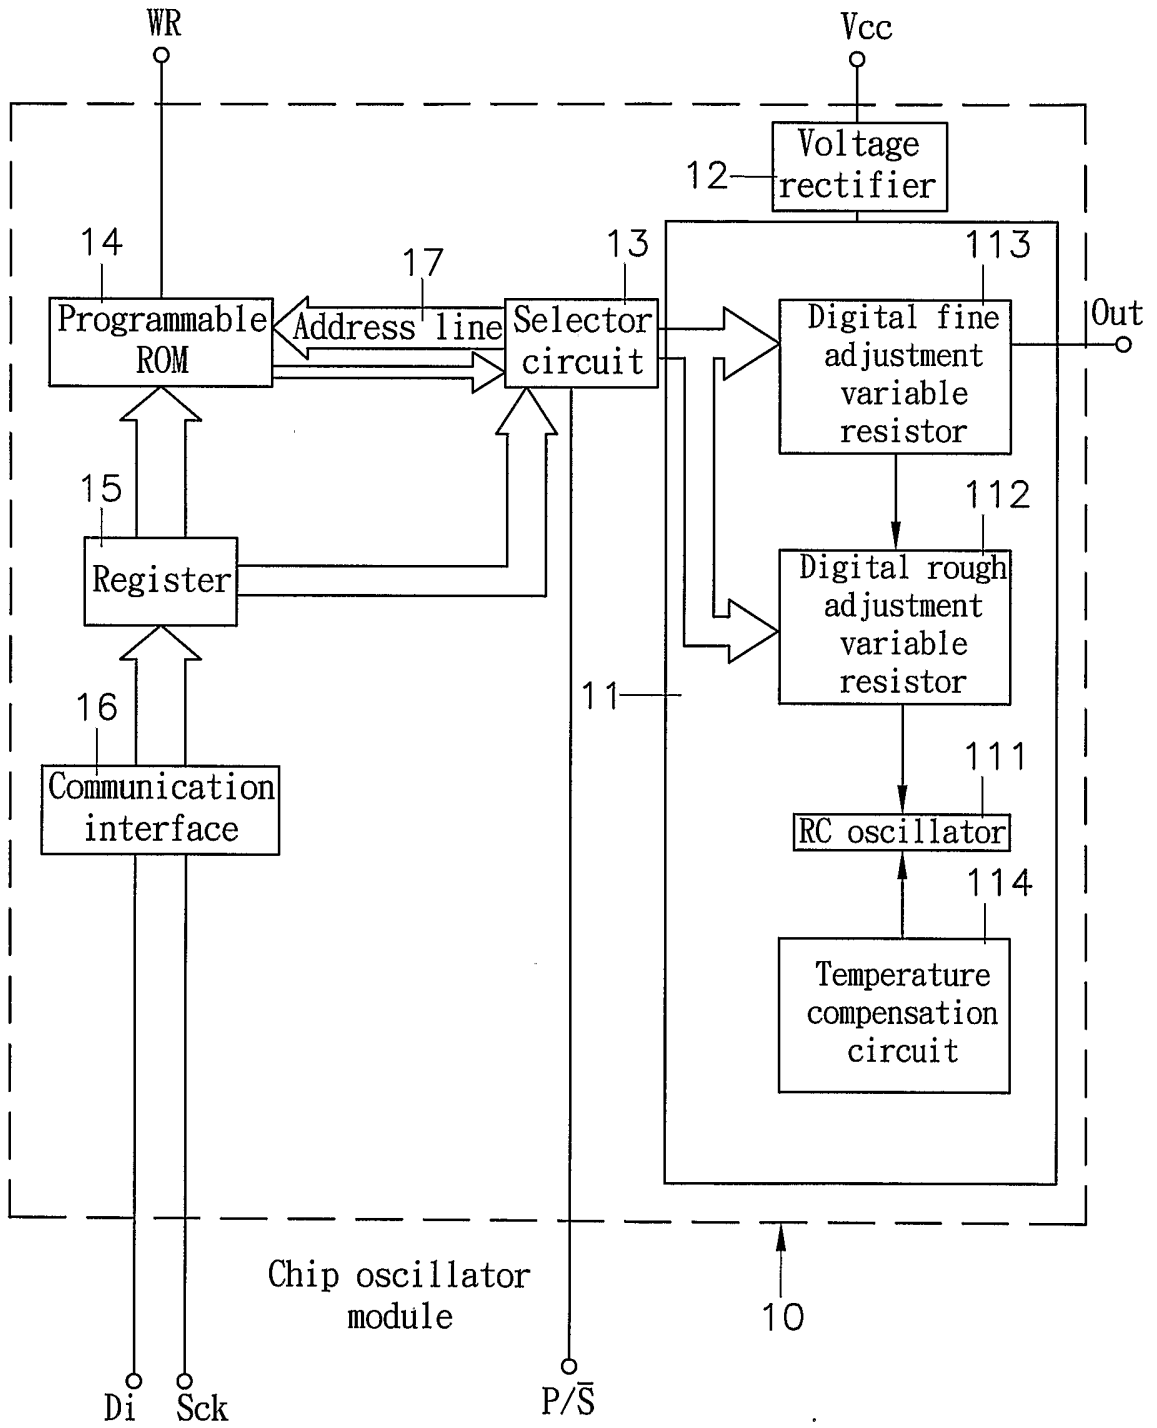 WR
Vcc
Voltage
rectifier
12
14
17
13
113
Programmable
ROM
Address line
Selector
circuit
Digital fine
adjustment
variable
resistor
Out
15
112
Register
Digital rough
adjustment
variable
resistor
11
16
111
Communication
interface
RC oscillator
114
Temperature
compensation
circuit
Chip oscillator
module
10
Di
Sck
P/S̅